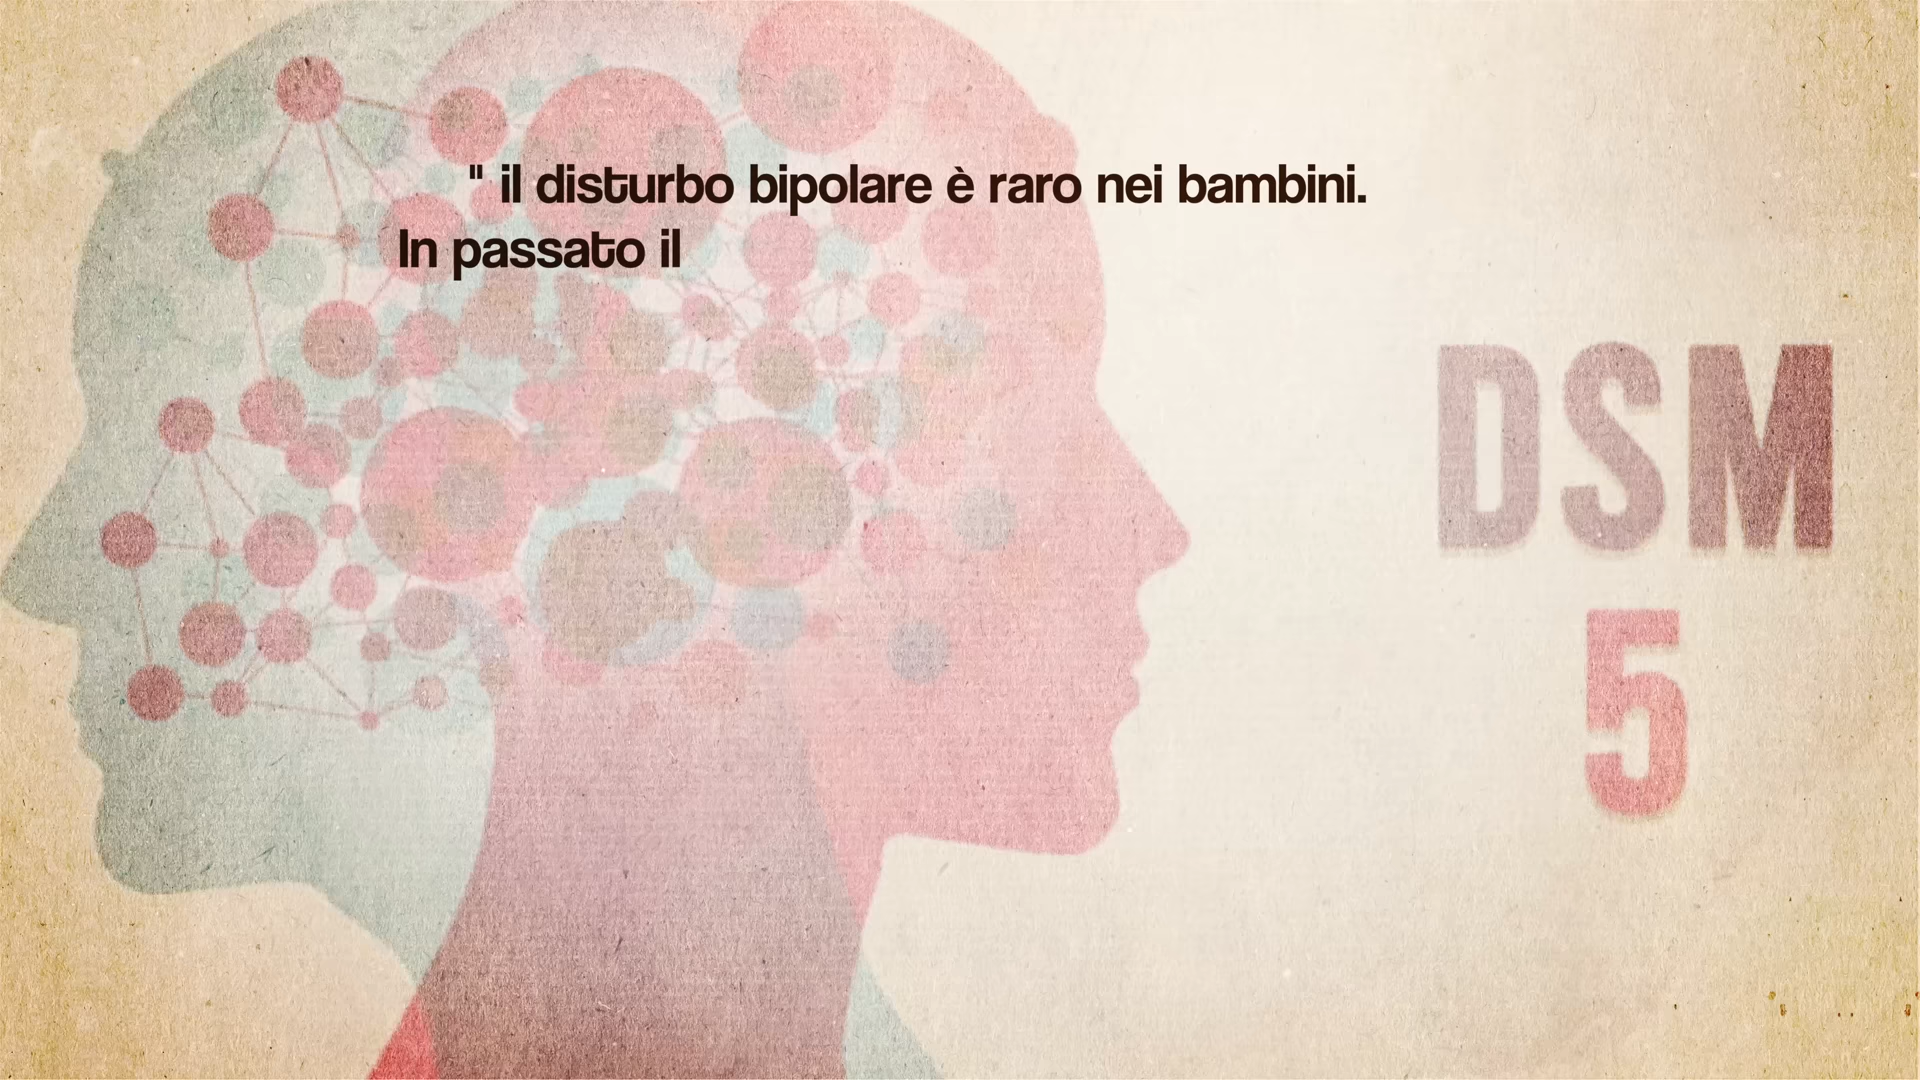 " il disturbo bipolare è raro nei bambini.
In passato il
DSM
5